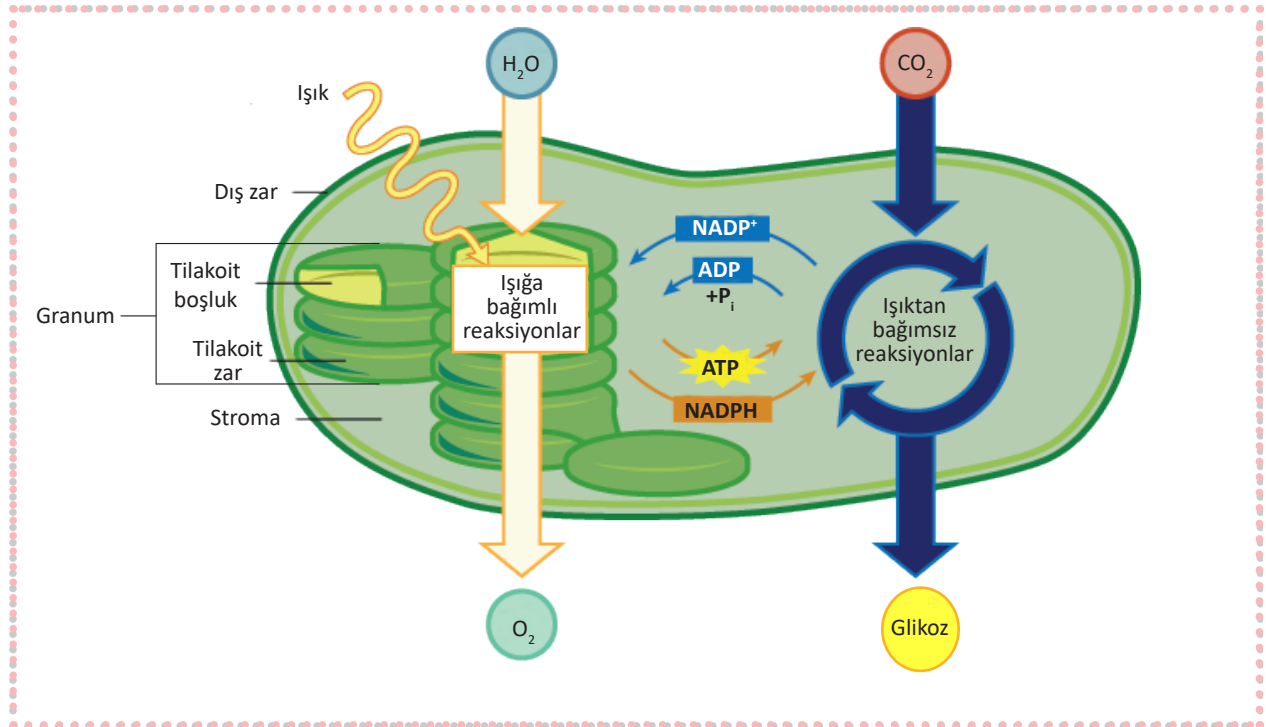 H₂O
CO₂
Işık
Dış zar
NADP⁺
ADP
+Pᵢ
Tilakoit
boşluk
Işığa
bağımlı
reaksiyonlar
Işıktan
bağımsız
reaksiyonlar
Granum
Tilakoit
zar
ATP
NADPH
Stroma
O₂
Glikoz